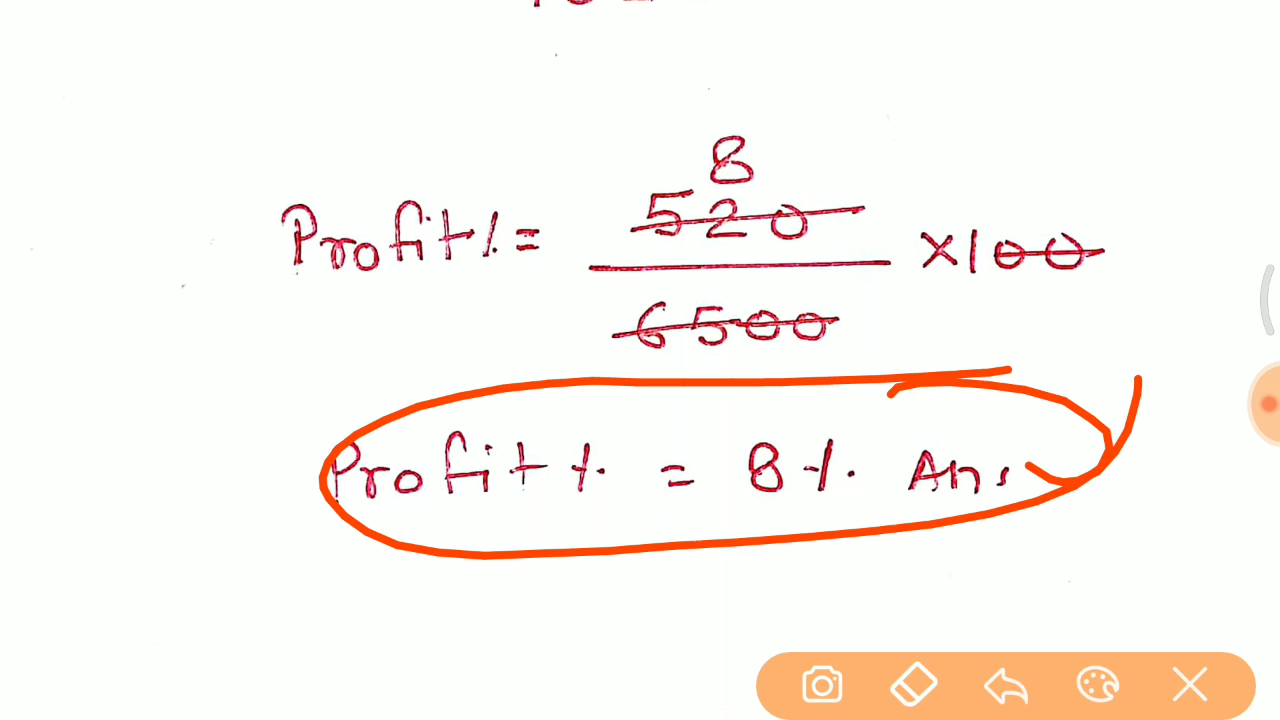 8
Profit % = 520 / 6500 ×100
Profit % = 8 % Ans